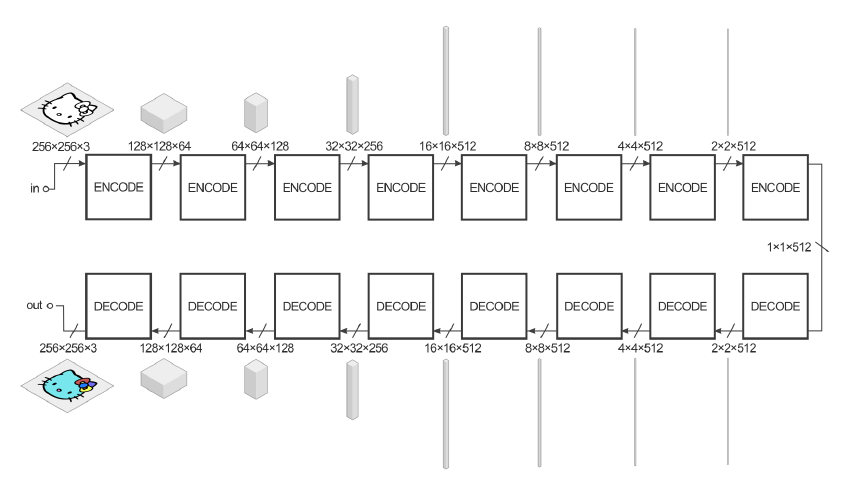 256×256×3 128×128×64 64×64×128 32×32×256 16×16×512 8×8×512 4×4×512 2×2×512
in ENCODE ENCODE ENCODE ENCODE ENCODE ENCODE ENCODE ENCODE
1×1×512
out DECODE DECODE DECODE DECODE DECODE DECODE DECODE DECODE
256×256×3 128×128×64 64×64×128 32×32×256 16×16×512 8×8×512 4×4×512 2×2×512